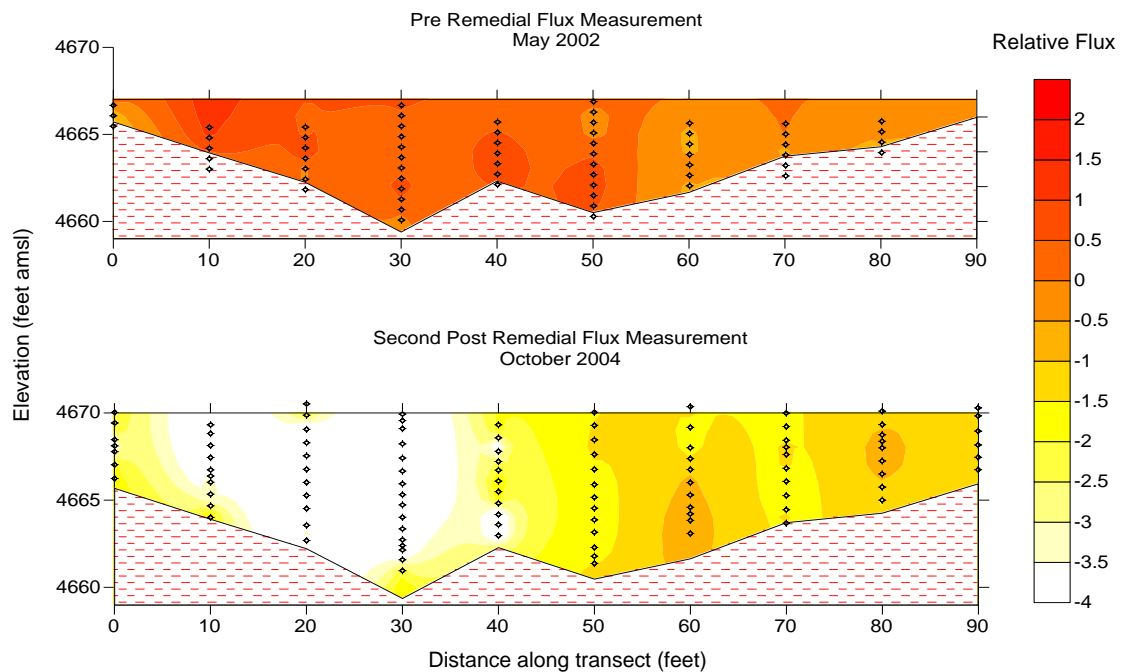 Pre Remedial Flux Measurement
May 2002
Relative Flux
4670
4665
4660
0 10 20 30 40 50 60 70 80 90
Second Post Remedial Flux Measurement
October 2004
4670
4665
4660
0 10 20 30 40 50 60 70 80 90
Elevation (feet amsl)
Distance along transect (feet)
2
1
0.5
0
-0.5
-1
-1.5
-2
-2.5
-3
-3.5
-4